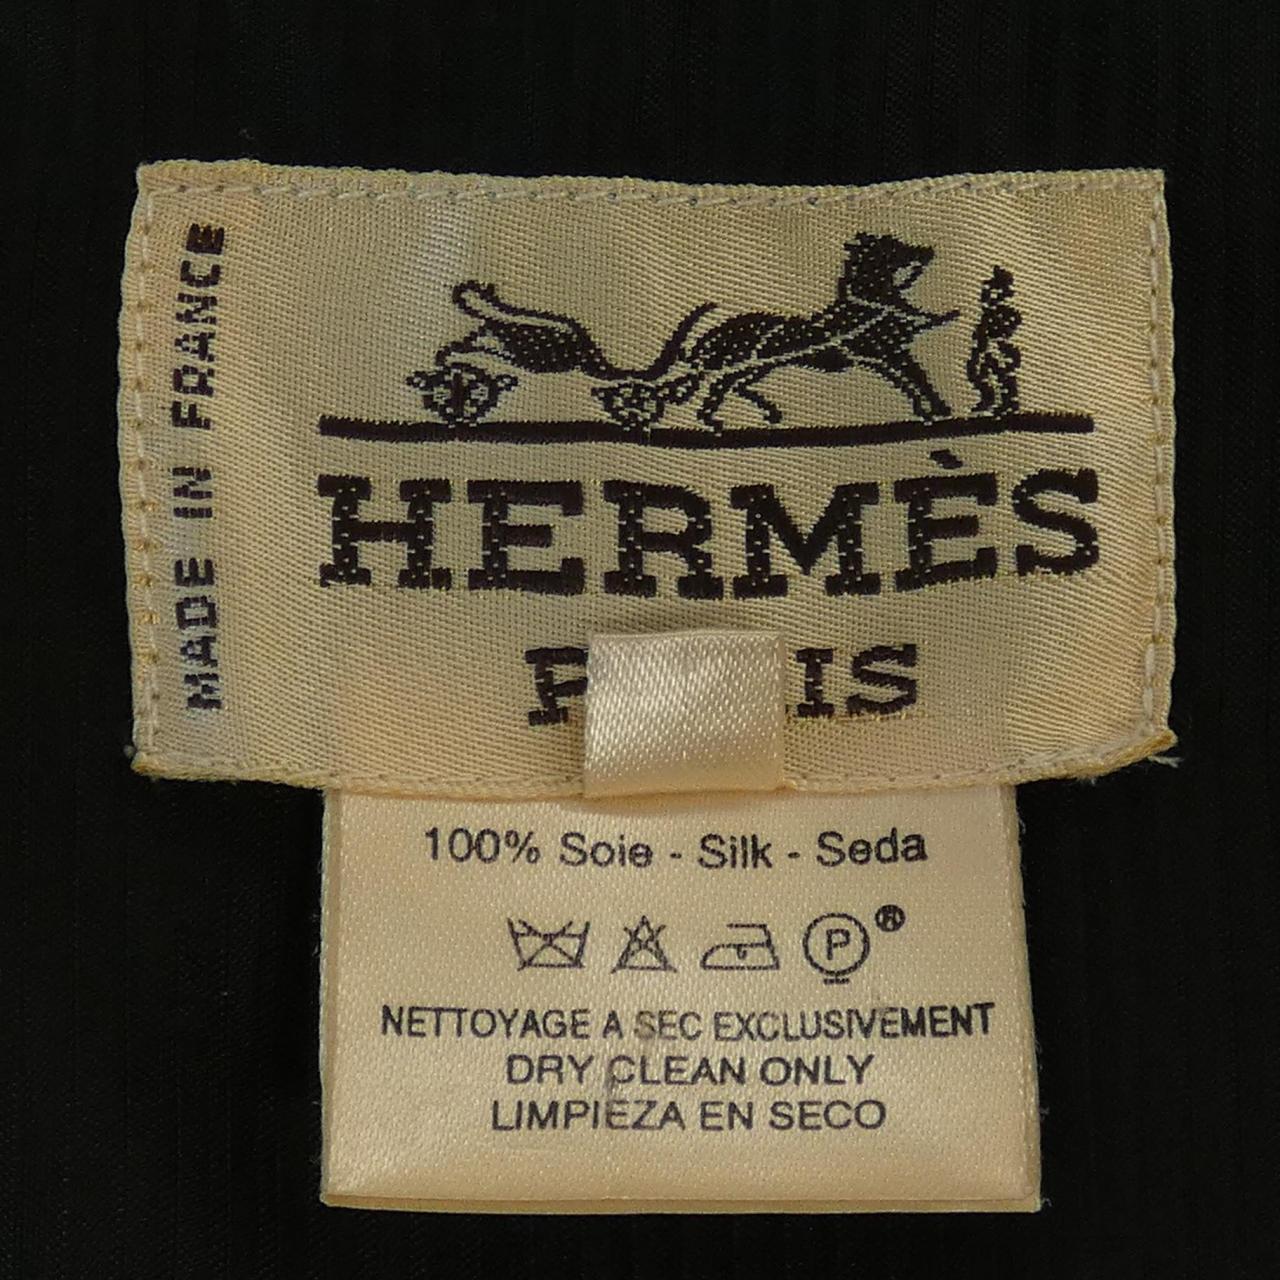 MADE IN FRANCE
HERMÈS
P IS
100% Soie - Silk - Seda
P ®
NETTOYAGE A SEC EXCLUSIVEMENT
DRY CLEAN ONLY
LIMPIEZA EN SECO